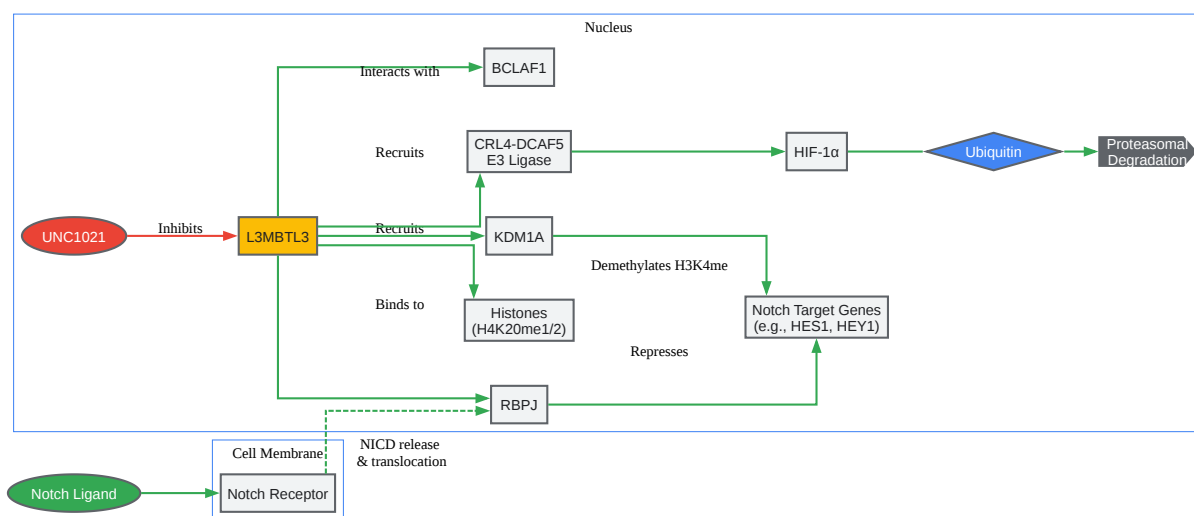 Nucleus
Interacts with
BCLAF1
Recruits
CRL4-DCAF5
E3 Ligase
HIF-1α
Ubiquitin
Proteasomal
Degradation
UNC1021
Inhibits
L3MBTL3
Recruits
KDM1A
Demethylates H3K4me
Binds to
Histones
(H4K20me1/2)
Notch Target Genes
(e.g., HES1, HEY1)
Represses
RBPJ
NICD release
& translocation
Cell Membrane
Notch Ligand
Notch Receptor